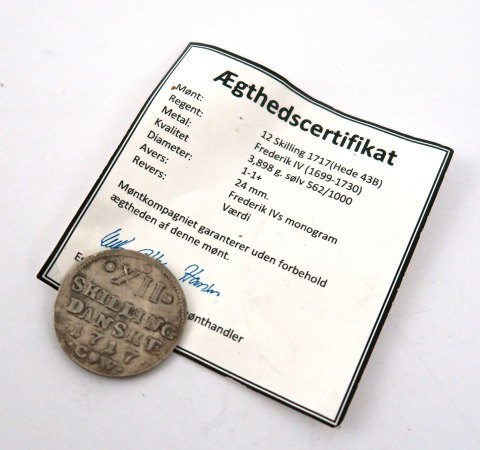 Ægthedscertifikat
Mønt: 12 Skilling 1717(Hede 43B)
Regent: Frederik IV (1699-1730)
Metal: 3,898 g. sølv 562/1000
Kvalitet 1-1+
Diameter: 24 mm.
Avers: Frederik IVs monogram
Revers: Værdi
Møntkompagniet garanterer uden forbehold
ægtheden af denne mønt.
ønthandler
XII
SKILLING
DANSKE
1717
C W